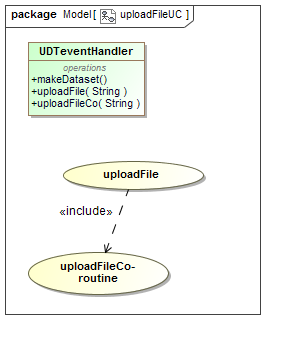 package Model[ uploadFileUC ]
UDTeventHandler
operations
+makeDataset()
+uploadFile( String )
+uploadFileCo( String )
uploadFile
«include»
uploadFileCo-
routine